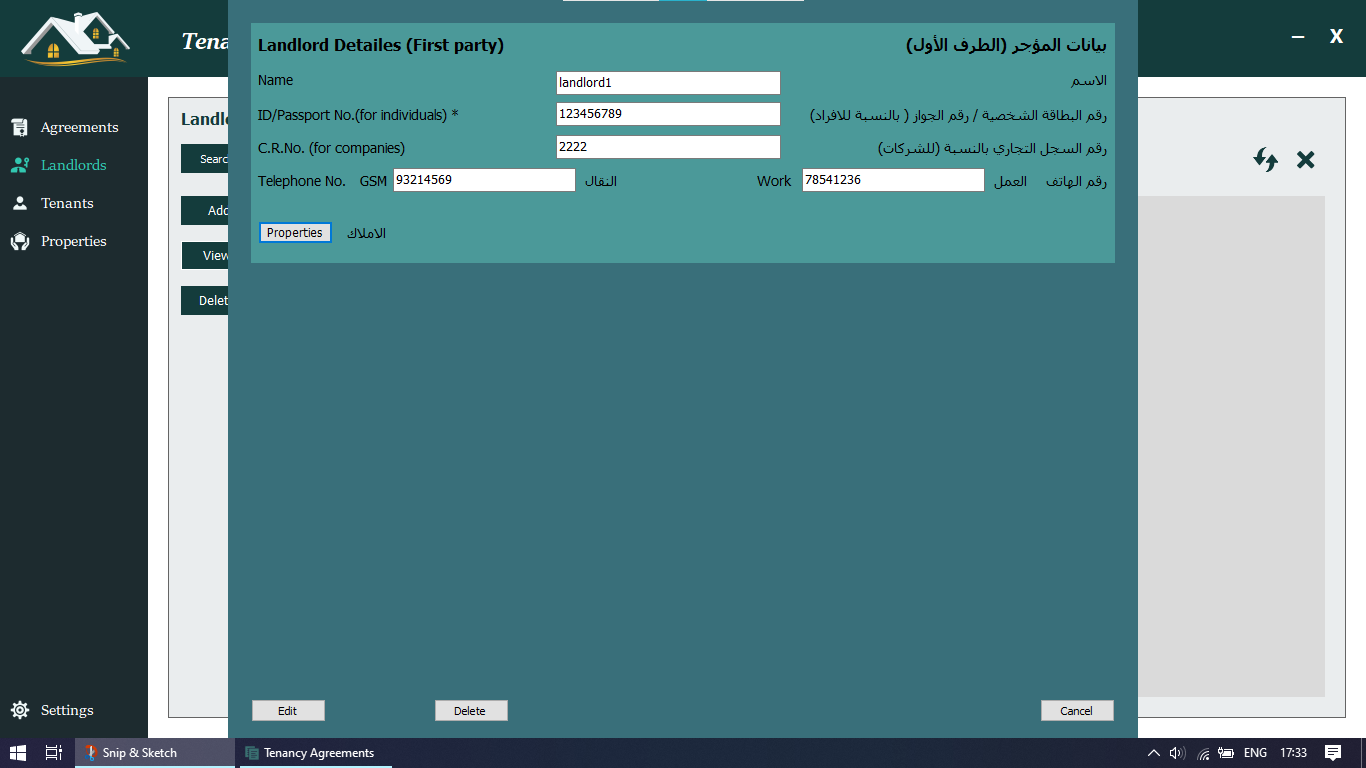 Tena
X
Agreements
Landlords
Tenants
Properties
Settings
Landlo
Searc
Add
View
Delet
Landlord Detailes (First party) بيانات المؤجر (الطرف الأول)
Name landlord1 الاسم
ID/Passport No.(for individuals) * 123456789 رقم البطاقة الشخصية / رقم الجواز ( بالنسبة للافراد)
C.R.No. (for companies) 2222 رقم السجل التجاري بالنسبة (للشركات)
Telephone No. GSM 93214569 النقال Work 78541236 العمل رقم الهاتف
Properties الاملاك
Edit Delete Cancel
Snip & Sketch Tenancy Agreements ENG 17:33